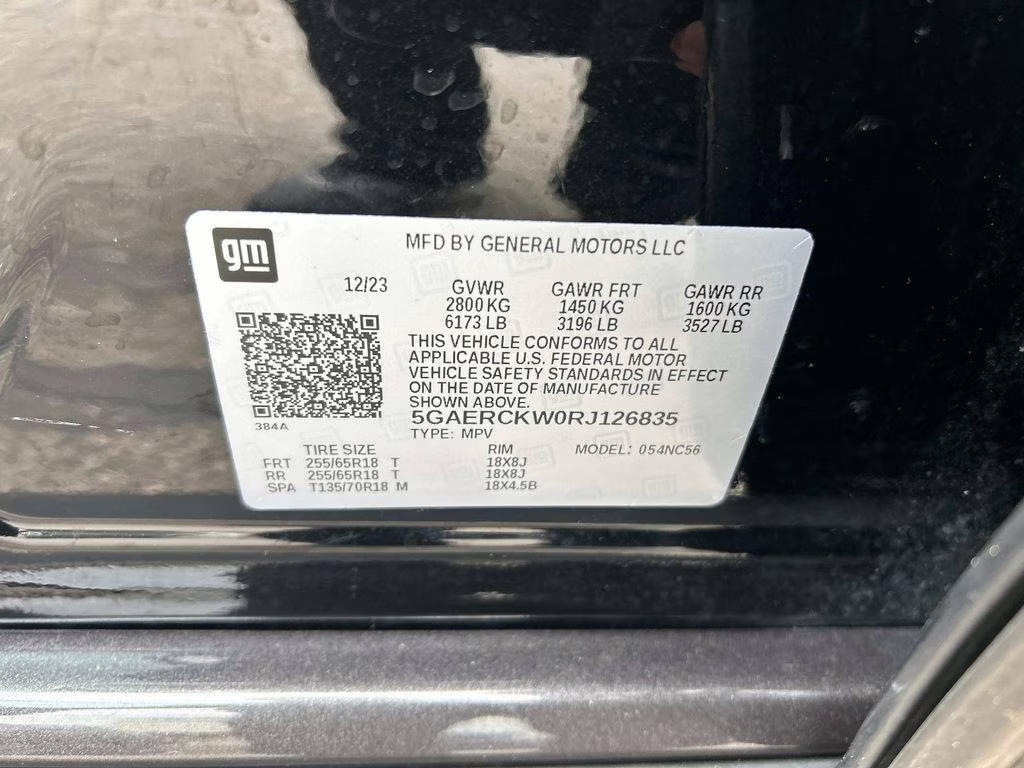 gm
MFD BY GENERAL MOTORS LLC
12/23 GVWR GAWR FRT GAWR RR
2800 KG 1450 KG 1600 KG
6173 LB 3196 LB 3527 LB
THIS VEHICLE CONFORMS TO ALL
APPLICABLE U.S. FEDERAL MOTOR
VEHICLE SAFETY STANDARDS IN EFFECT
ON THE DATE OF MANUFACTURE
SHOWN ABOVE.
5GAERCKW0RJ126835
384A
TYPE: MPV
TIRE SIZE RIM MODEL: 054NC56
FRT 255/65R18 T 18X8J
RR 255/65R18 T 18X8J
SPA T135/70R18 M 18X4.5B